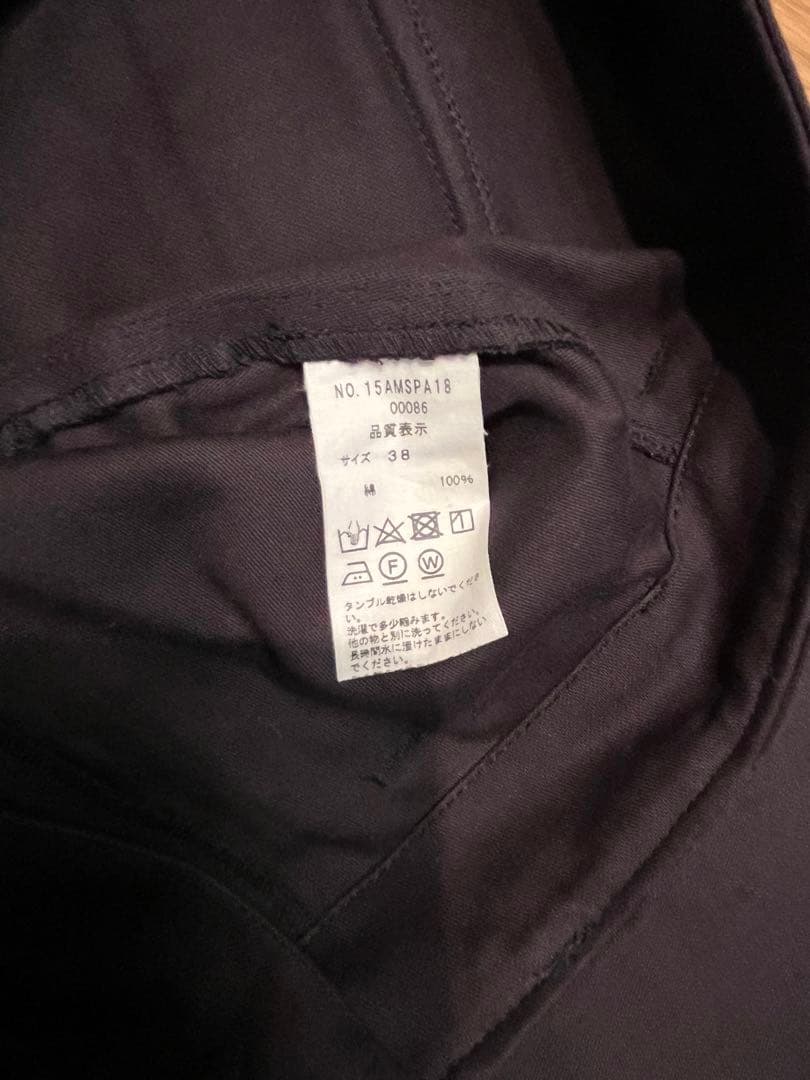 NO.15AMSPA18
00086
品質表示
サイズ 38
綿 100%
F W
タンブル乾燥はしないでくださ
い。
洗濯で多少縮みます。
他の物と別に洗ってください。
長時間水に漬けたままにしない
でください。